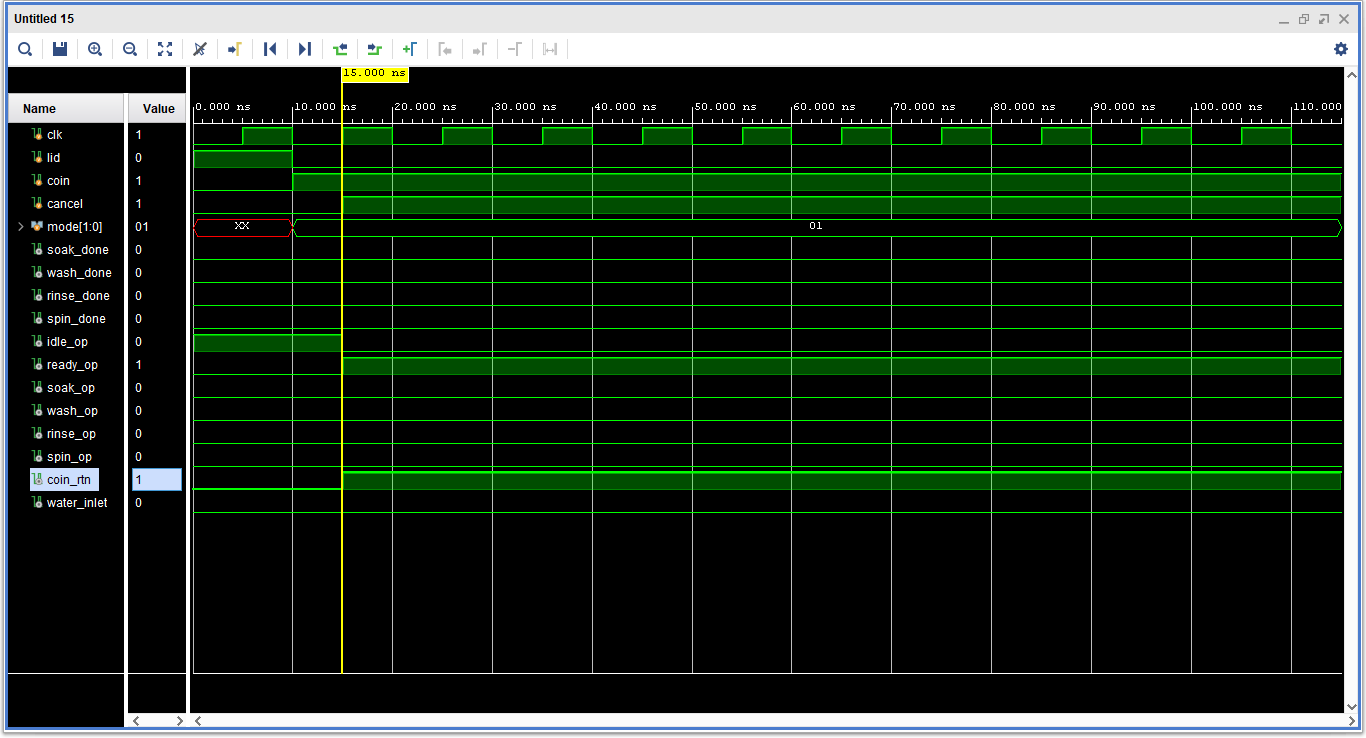 Untitled 15
15.000 ns
Name Value
0.000 ns 10.000 ns 20.000 ns 30.000 ns 40.000 ns 50.000 ns 60.000 ns 70.000 ns 80.000 ns 90.000 ns 100.000 ns 110.000
clk 1
lid 0
coin 1
cancel 1
mode[1:0] 01 XX 01
soak_done 0
wash_done 0
rinse_done 0
spin_done 0
idle_op 0
ready_op 1
soak_op 0
wash_op 0
rinse_op 0
spin_op 0
coin_rtn 1
water_inlet 0